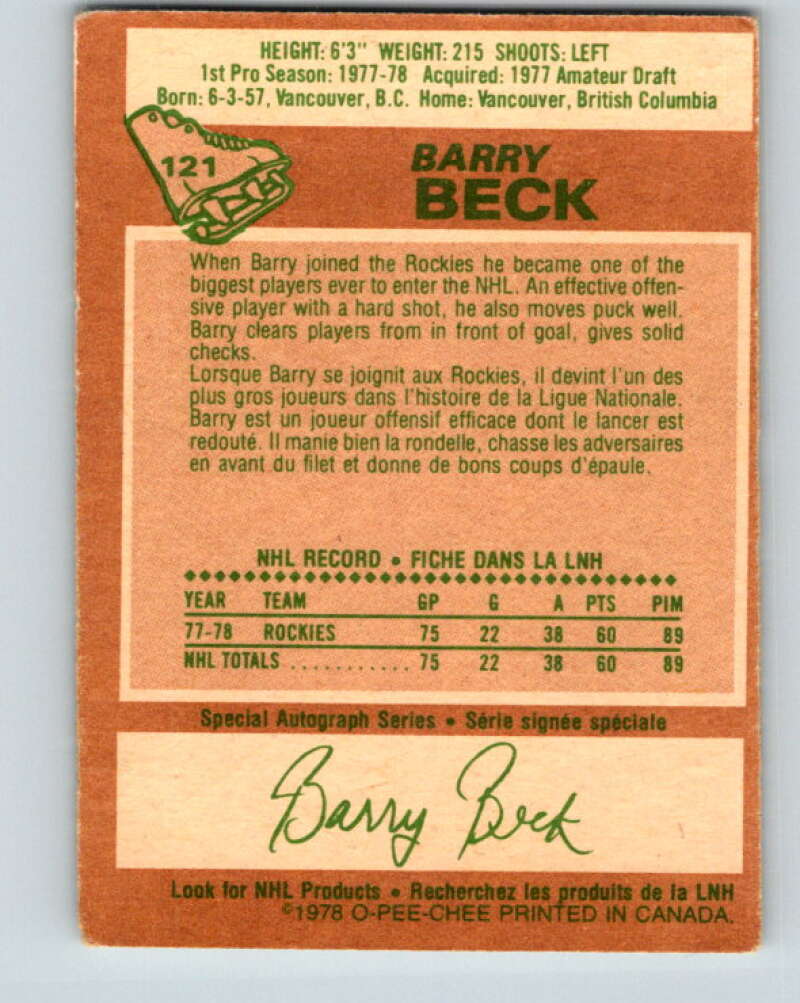 HEIGHT: 6'3" WEIGHT: 215 SHOOTS: LEFT
1st Pro Season: 1977-78 Acquired: 1977 Amateur Draft
Born: 6-3-57, Vancouver, B.C. Home: Vancouver, British Columbia
121
BARRY
BECK
When Barry joined the Rockies he became one of the
biggest players ever to enter the NHL. An effective offen-
sive player with a hard shot, he also moves puck well.
Barry clears players from in front of goal, gives solid
checks.
Lorsque Barry se joignit aux Rockies, il devint l'un des
plus gros joueurs dans l'histoire de la Ligue Nationale.
Barry est un joueur offensif efficace dont le lancer est
redouté. Il manie bien la rondelle, chasse les adversaires
en avant du filet et donne de bons coups d'épaule.
NHL RECORD • FICHE DANS LA LNH
YEAR TEAM GP G A PTS PIM
77-78 ROCKIES 75 22 38 60 89
NHL TOTALS ........... 75 22 38 60 89
Special Autograph Series • Série signée spéciale
Barry Beck
Look for NHL Products • Recherchez les produits de la LNH
©1978 O-PEE-CHEE PRINTED IN CANADA.